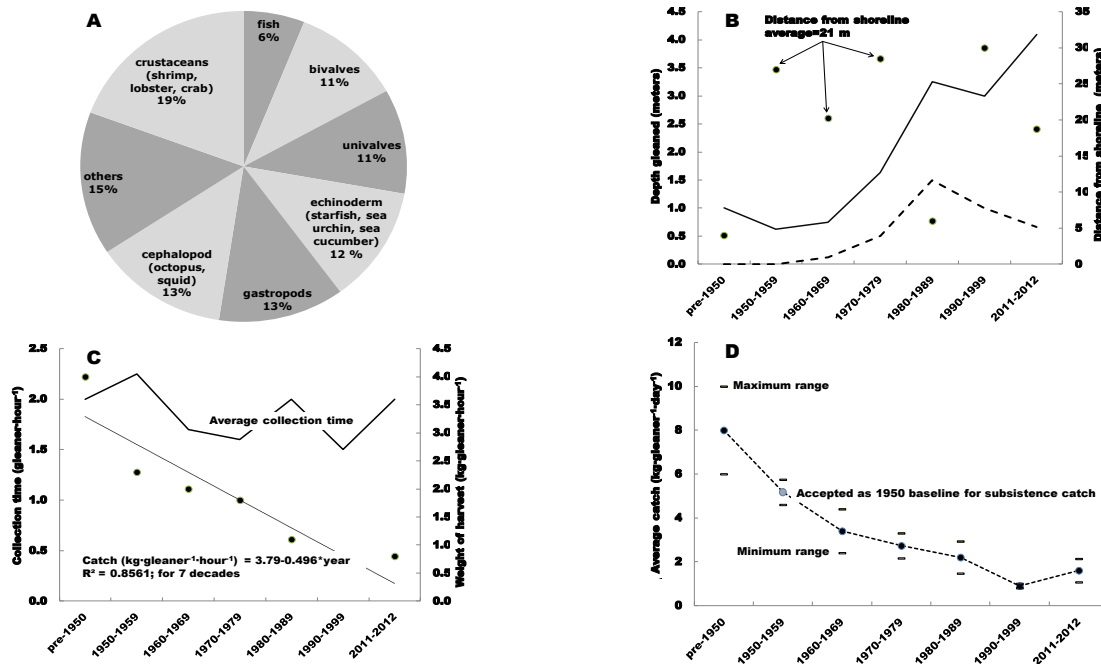 A
fish
6%
bivalves
11%
univalves
11%
echinoderm
(starfish, sea
urchin, sea
cucumber)
12 %
gastropods
13%
cephalopod
(octopus,
squid)
13%
others
15%
crustaceans
(shrimp,
lobster, crab)
19%
B
Distance from shoreline
average=21 m
Depth gleaned (meters)
4.5
4.0
3.5
3.0
2.5
2.0
1.5
1.0
0.5
0.0
Distance from shoreline (meters)
35
30
25
20
15
10
5
0
pre-1950
1950-1959
1960-1969
1970-1979
1980-1989
1990-1999
2011-2012
C
Average collection time
Catch (kg·gleaner⁻¹·hour⁻¹) = 3.79-0.496*year
R² = 0.8561; for 7 decades
Collection time (gleaner·hour⁻¹)
2.5
2.0
1.5
1.0
0.5
0.0
Weight of harvest (kg·gleaner⁻¹·hour⁻¹)
4.5
4.0
3.5
3.0
2.5
2.0
1.5
1.0
0.5
0.0
pre-1950
1950-1959
1960-1969
1970-1979
1980-1989
1990-1999
2011-2012
D
Maximum range
Accepted as 1950 baseline for subsistence catch
Minimum range
Average catch (kg·gleaner⁻¹·day⁻¹)
12
10
8
6
4
2
0
pre-1950
1950-1959
1960-1969
1970-1979
1980-1989
1990-1999
2011-2012